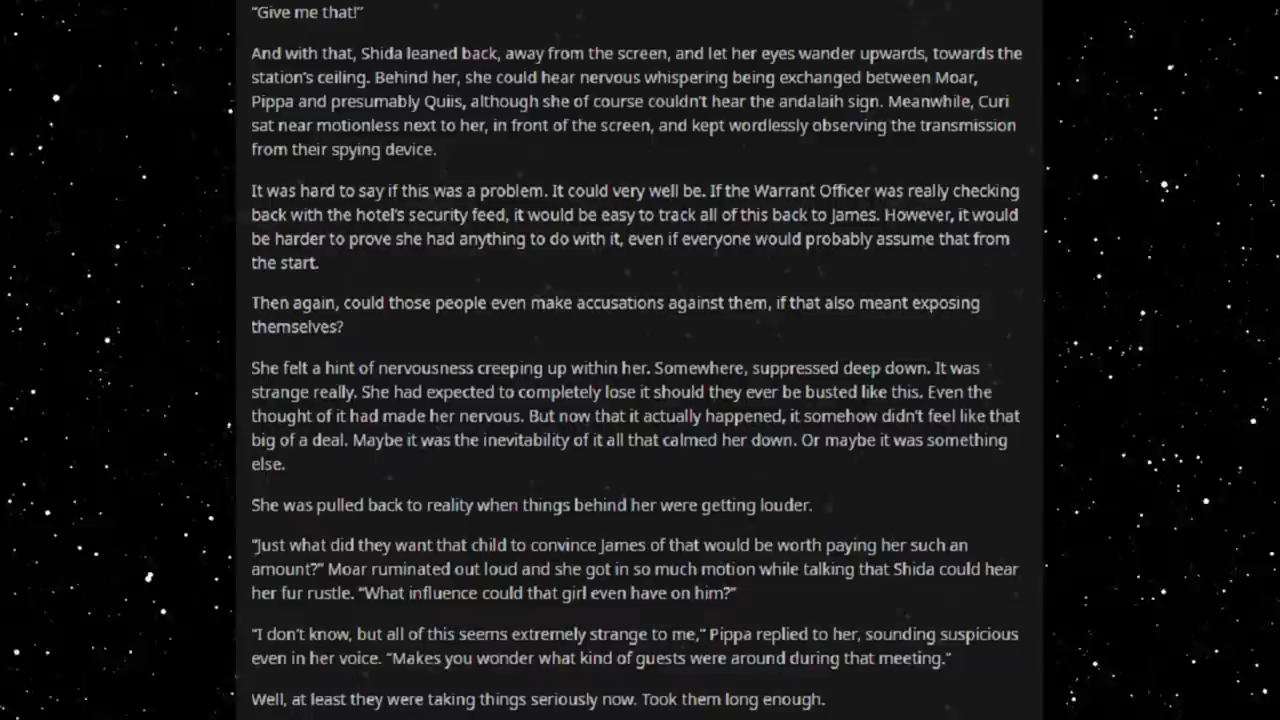 “Give me that!”
And with that, Shida leaned back, away from the screen, and let her eyes wander upwards, towards the
station’s ceiling. Behind her, she could hear nervous whispering being exchanged between Moar,
Pippa and presumably Quiis, although she of course couldn’t hear the andalaih sign. Meanwhile, Curi
sat near motionless next to her, in front of the screen, and kept wordlessly observing the transmission
from their spying device.
It was hard to say if this was a problem. It could very well be. If the Warrant Officer was really checking
back with the hotel’s security feed, it would be easy to track all of this back to James. However, it would
be harder to prove she had anything to do with it, even if everyone would probably assume that from
the start.
Then again, could those people even make accusations against them, if that also meant exposing
themselves?
She felt a hint of nervousness creeping up within her. Somewhere, suppressed deep down. It was
strange really. She had expected to completely lose it should they ever be busted like this. Even the
thought of it had made her nervous. But now that it actually happened, it somehow didn’t feel like that
big of a deal. Maybe it was the inevitability of it all that calmed her down. Or maybe it was something
else.
She was pulled back to reality when things behind her were getting louder.
“Just what did they want that child to convince James of that would be worth paying her such an
amount?” Moar ruminated out loud and she got in so much motion while talking that Shida could hear
her fur rustle. “What influence could that girl even have on him?”
“I don’t know, but all of this seems extremely strange to me,” Pippa replied to her, sounding suspicious
even in her voice. “Makes you wonder what kind of guests were around during that meeting.”
Well, at least they were taking things seriously now. Took them long enough.